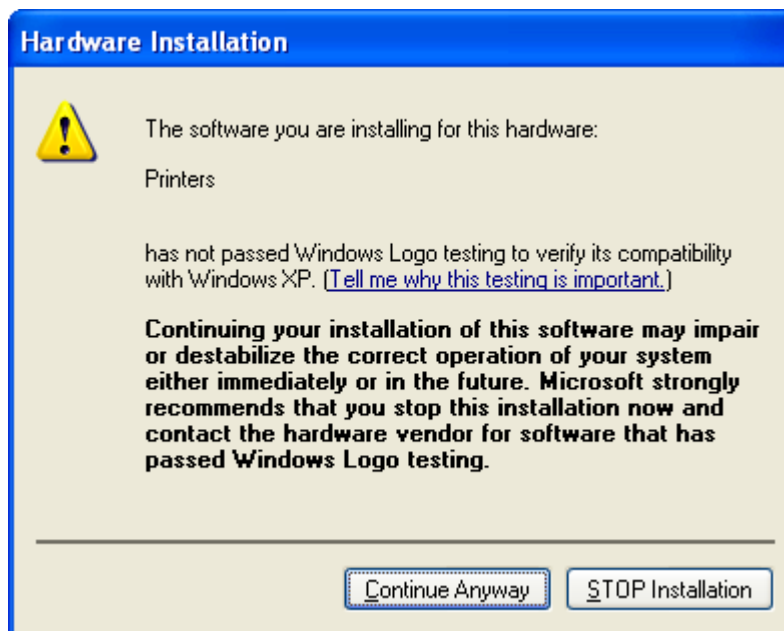 Hardware Installation
The software you are installing for this hardware:
Printers
has not passed Windows Logo testing to verify its compatibility
with Windows XP. (Tell me why this testing is important.)
Continuing your installation of this software may impair
or destabilize the correct operation of your system
either immediately or in the future. Microsoft strongly
recommends that you stop this installation now and
contact the hardware vendor for software that has
passed Windows Logo testing.
Continue Anyway
STOP Installation